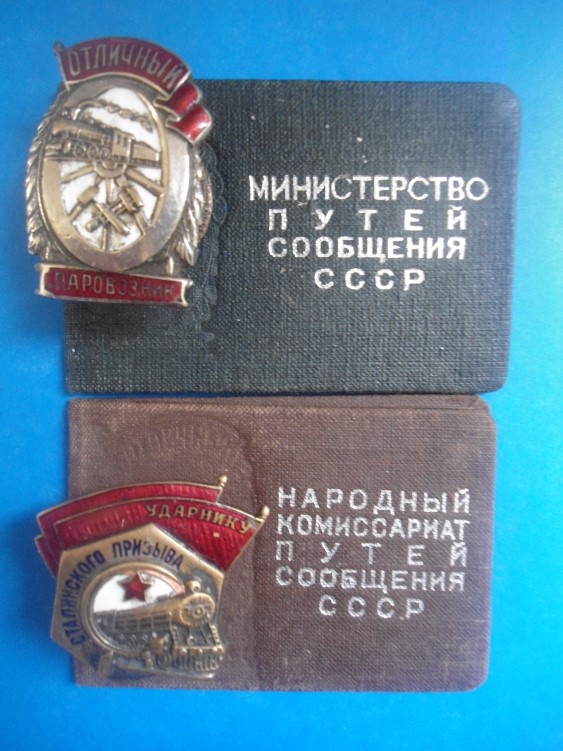 ОТЛИЧНЫЙ
ПАРОВОЗНИК
МИНИСТЕРСТВО
ПУТЕЙ
СООБЩЕНИЯ
СССР
УДАРНИКУ
СТАЛИНСКОГО ПРИЗЫВА
НАРОДНЫЙ
КОМИССАРИАТ
ПУТЕЙ
СООБЩЕНИЯ
СССР